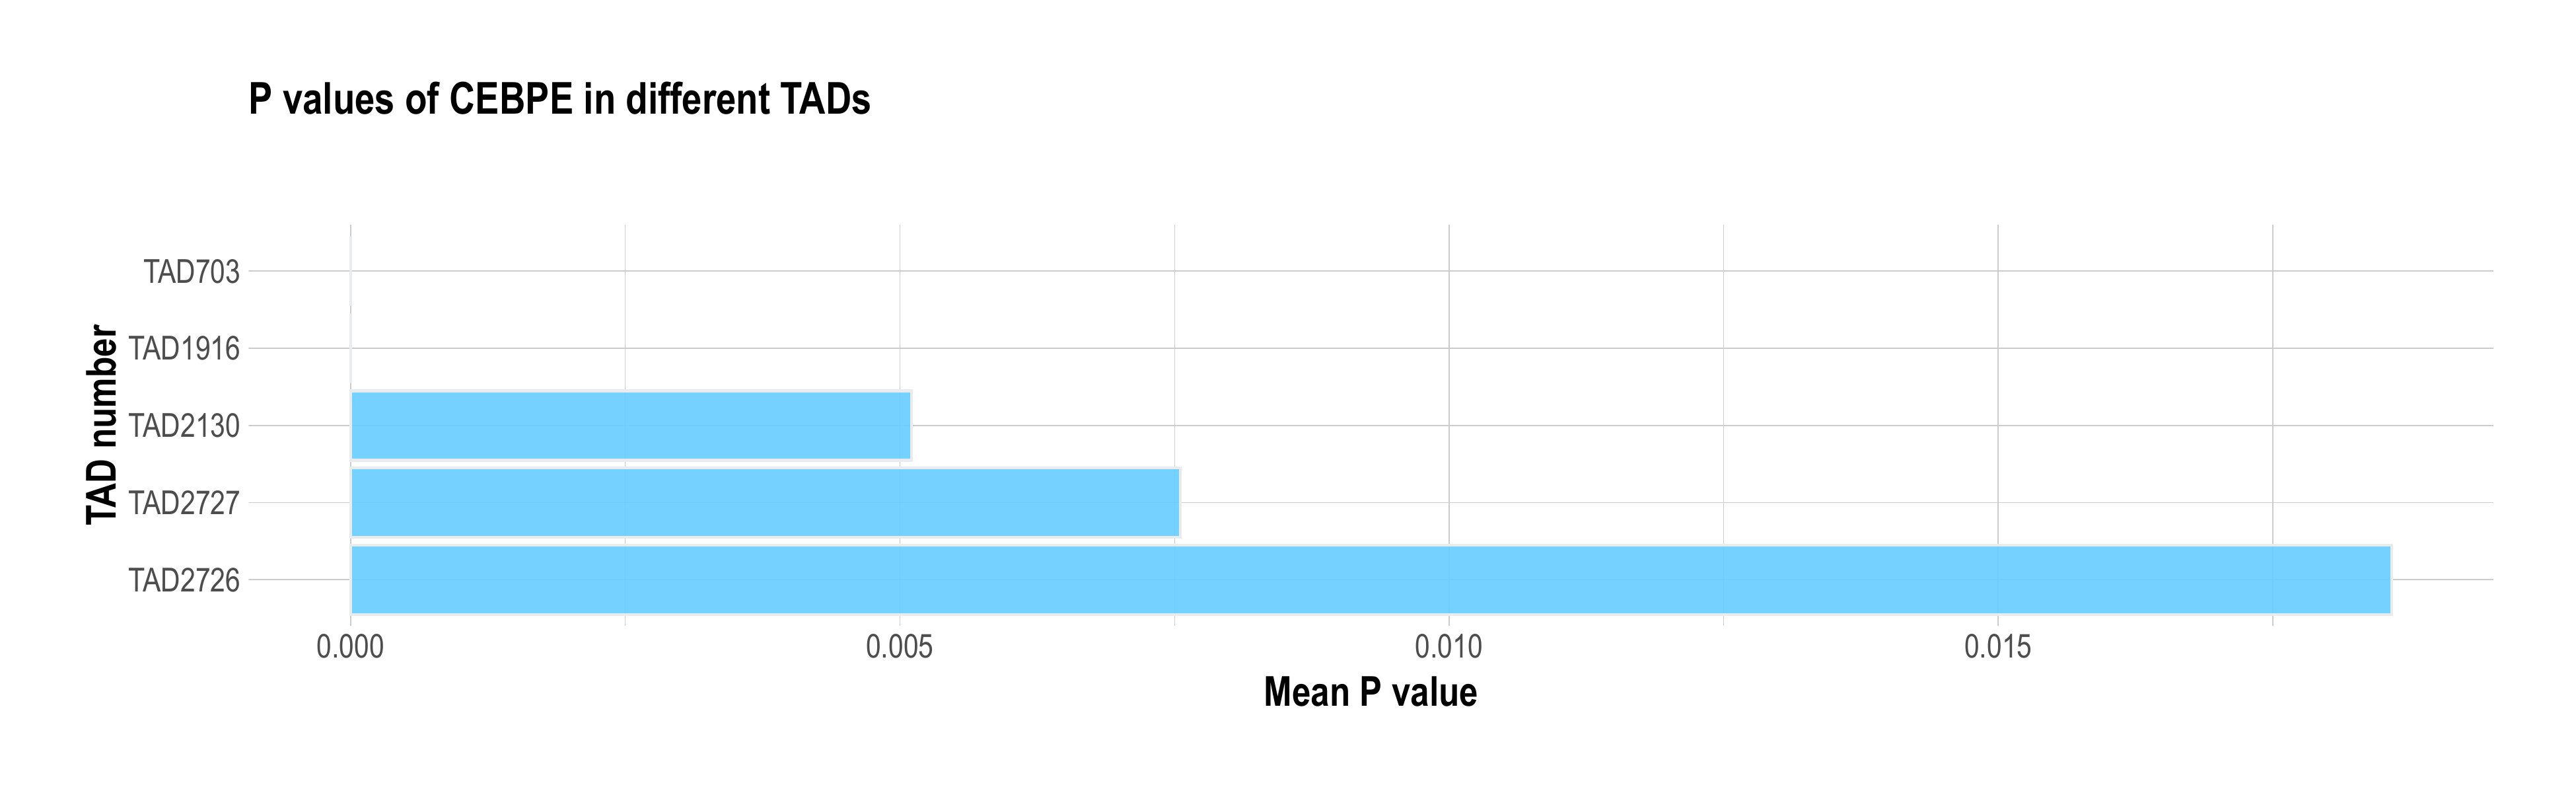 P values of CEBPE in different TADs
TAD number
TAD703
TAD1916
TAD2130
TAD2727
TAD2726
0.000 0.005 0.010 0.015
Mean P value